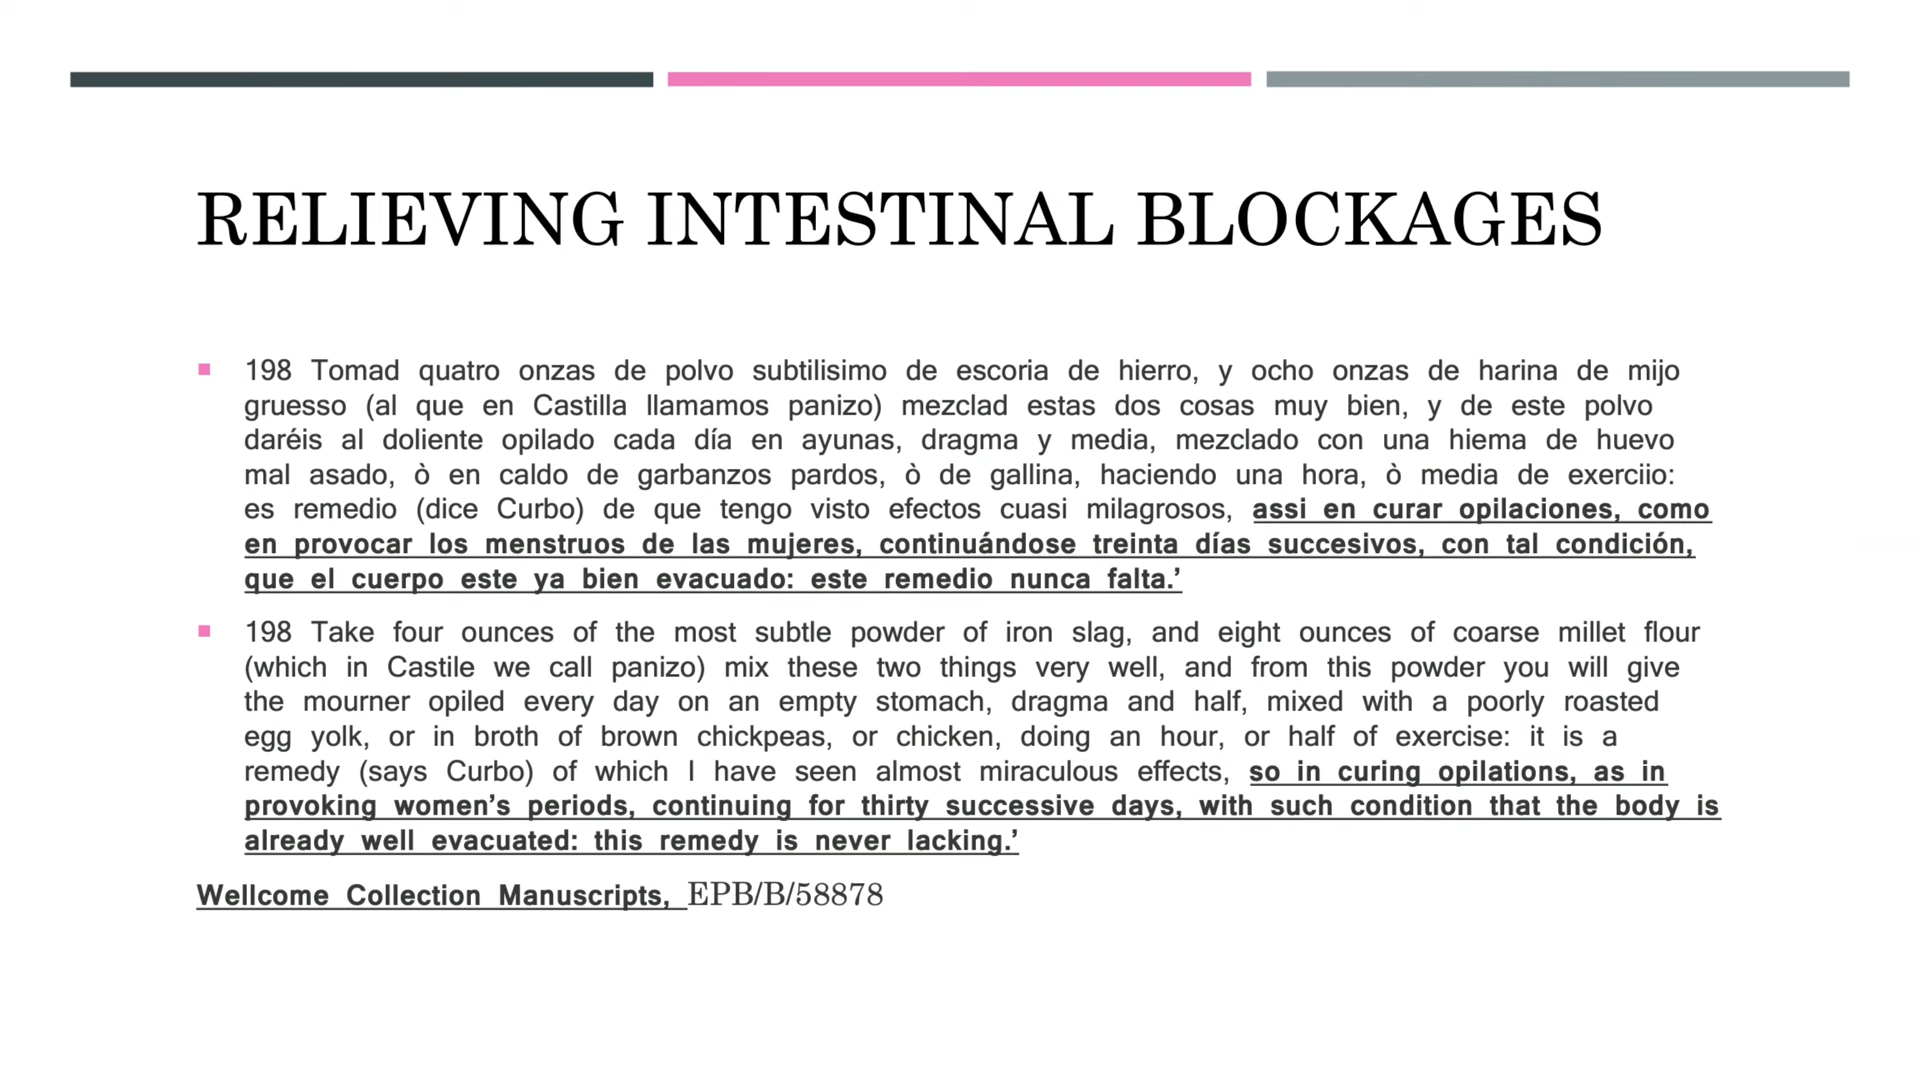 RELIEVING INTESTINAL BLOCKAGES
198 Tomad quatro onzas de polvo subtilisimo de escoria de hierro, y ocho onzas de harina de mijo
gruesso (al que en Castilla llamamos panizo) mezclad estas dos cosas muy bien, y de este polvo
daréis al doliente opilado cada día en ayunas, dragma y media, mezclado con una hiema de huevo
mal asado, ò en caldo de garbanzos pardos, ò de gallina, haciendo una hora, ò media de exerciio:
es remedio (dice Curbo) de que tengo visto efectos cuasi milagrosos, assi en curar opilaciones, como
en provocar los menstruos de las mujeres, continuándose treinta días succesivos, con tal condición,
que el cuerpo este ya bien evacuado: este remedio nunca falta.’
198 Take four ounces of the most subtle powder of iron slag, and eight ounces of coarse millet flour
(which in Castile we call panizo) mix these two things very well, and from this powder you will give
the mourner opiled every day on an empty stomach, dragma and half, mixed with a poorly roasted
egg yolk, or in broth of brown chickpeas, or chicken, doing an hour, or half of exercise: it is a
remedy (says Curbo) of which I have seen almost miraculous effects, so in curing opilations, as in
provoking women’s periods, continuing for thirty successive days, with such condition that the body is
already well evacuated: this remedy is never lacking.’
Wellcome Collection Manuscripts, EPB/B/58878